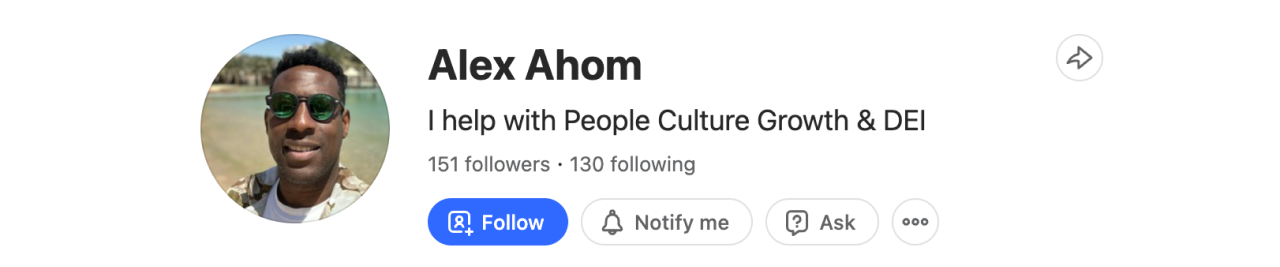 Alex Ahom
I help with People Culture Growth & DEI
151 followers · 130 following
Follow
Notify me
Ask